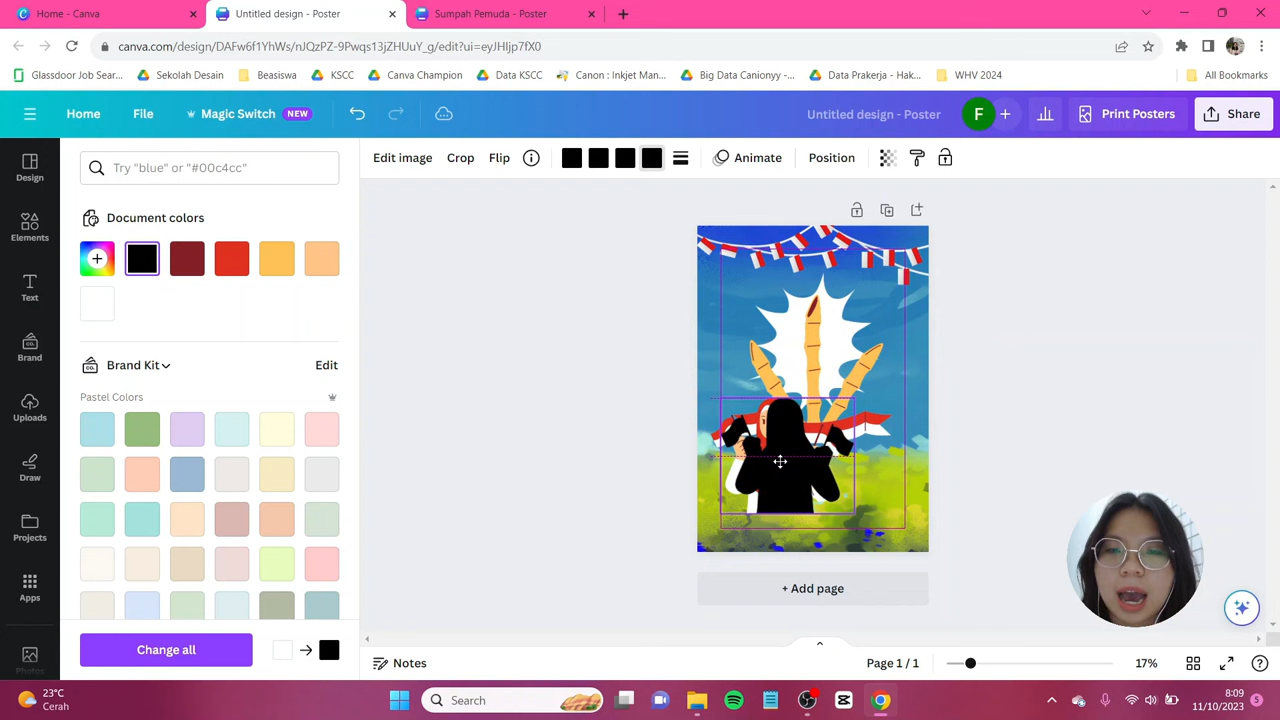 Home - Canva
Untitled design - Poster
Sumpah Pemuda - Poster
canva.com/design/DAFw6f1YhWs/nJQzPZ-9Pwqs13jZHUuY_g/edit?ui=eyJHIjp7fX0
Glassdoor Job Sear...
Sekolah Desain
Beasiswa
KSCC
Canva Champion
Data KSCC
Canon : Inkjet Man...
Big Data Canionyy -...
Data Prakerja - Hak...
WHV 2024
All Bookmarks
Home
File
Magic Switch
NEW
Untitled design - Poster
F
Print Posters
Share
Design
Elements
Text
Brand
Uploads
Draw
Projects
Apps
Photos
Try "blue" or "#00c4cc"
Document colors
Brand Kit
Edit
Pastel Colors
Change all
Edit image
Crop
Flip
Animate
Position
+ Add page
Notes
Page 1 / 1
17%
23°C
Cerah
Search
8:09
11/10/2023
5